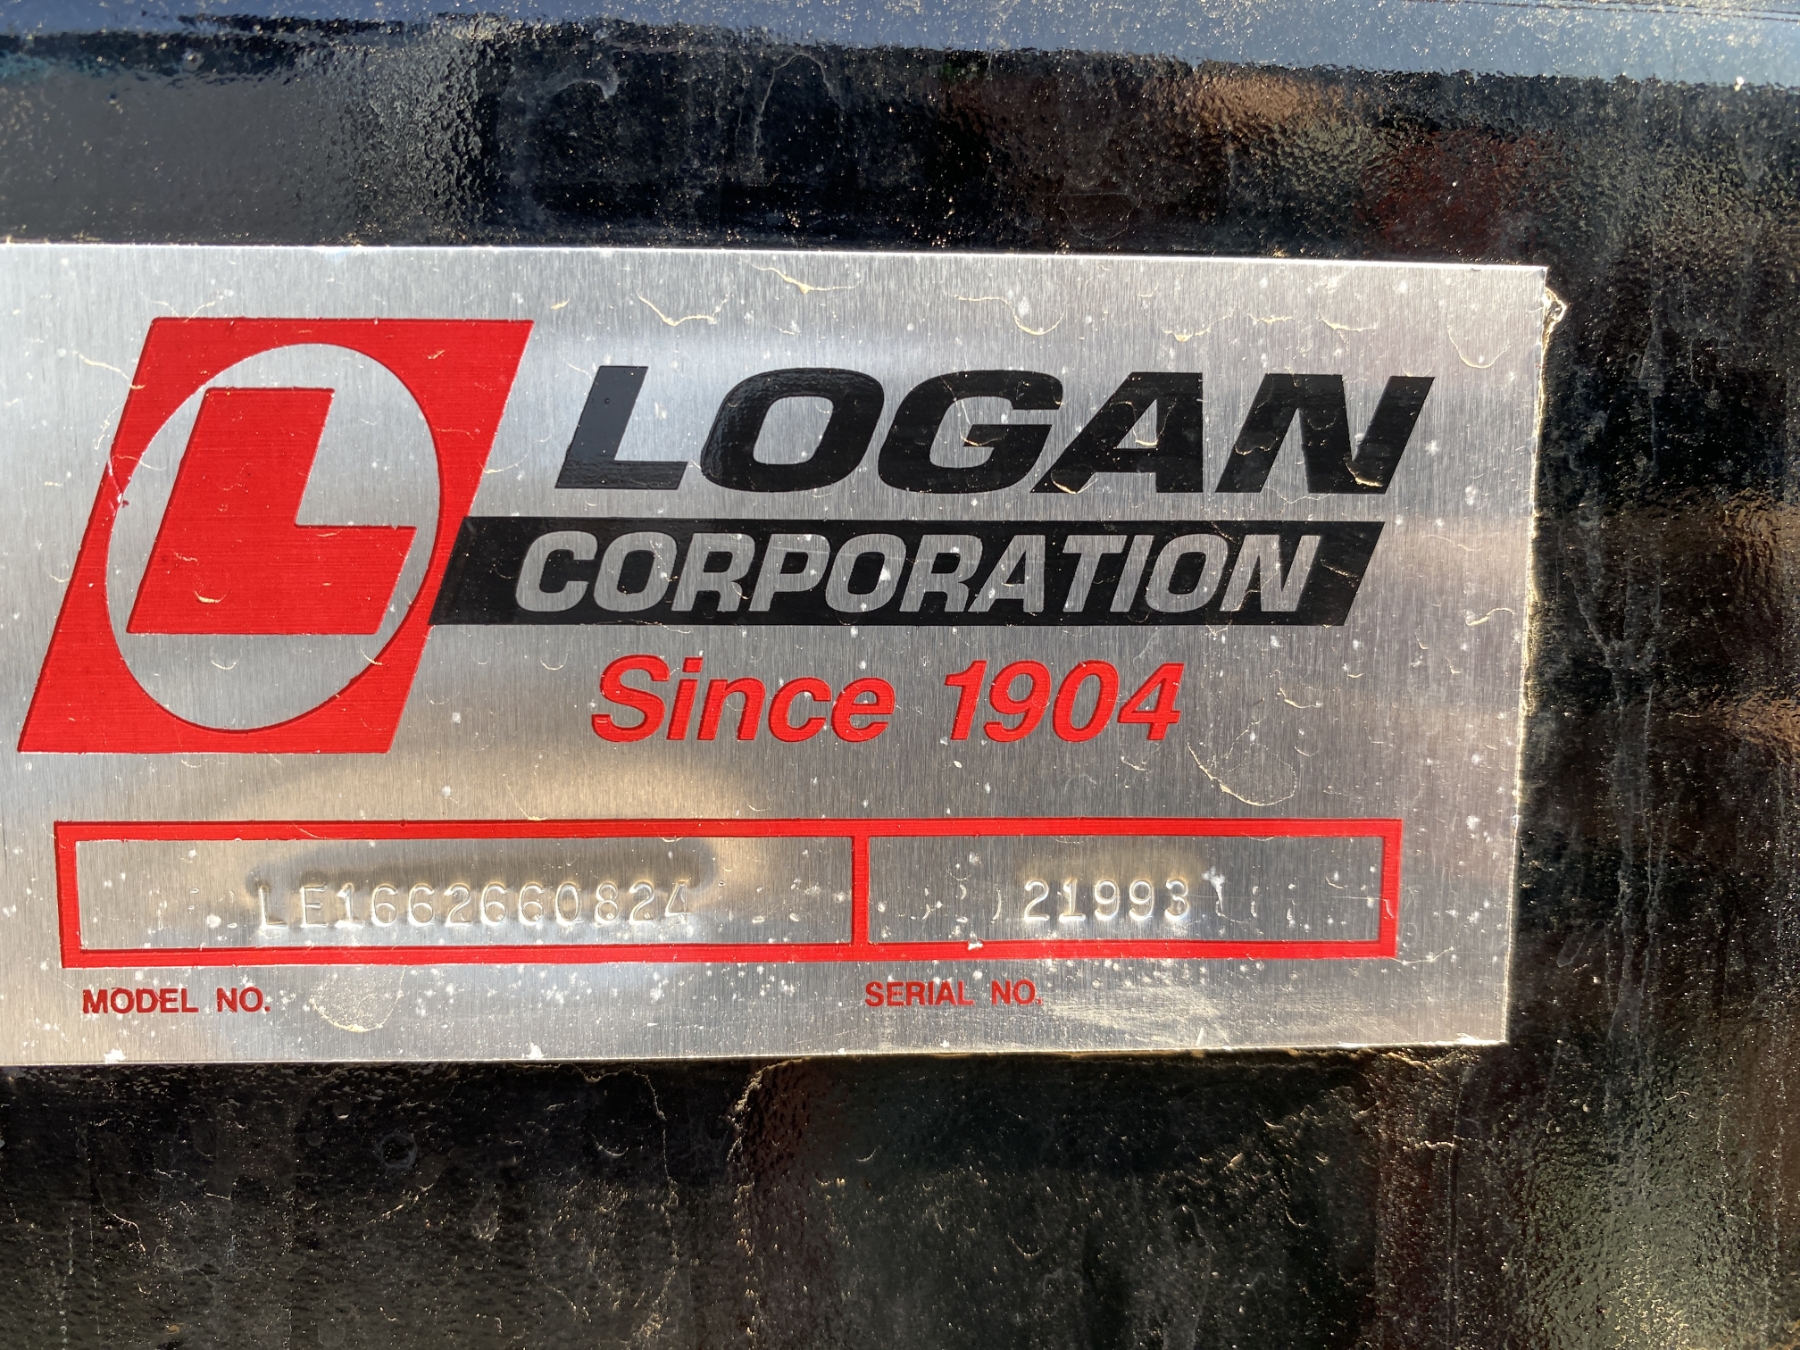 L
LOGAN
CORPORATION
Since 1904
LE1662660824 21993
MODEL NO. SERIAL NO.